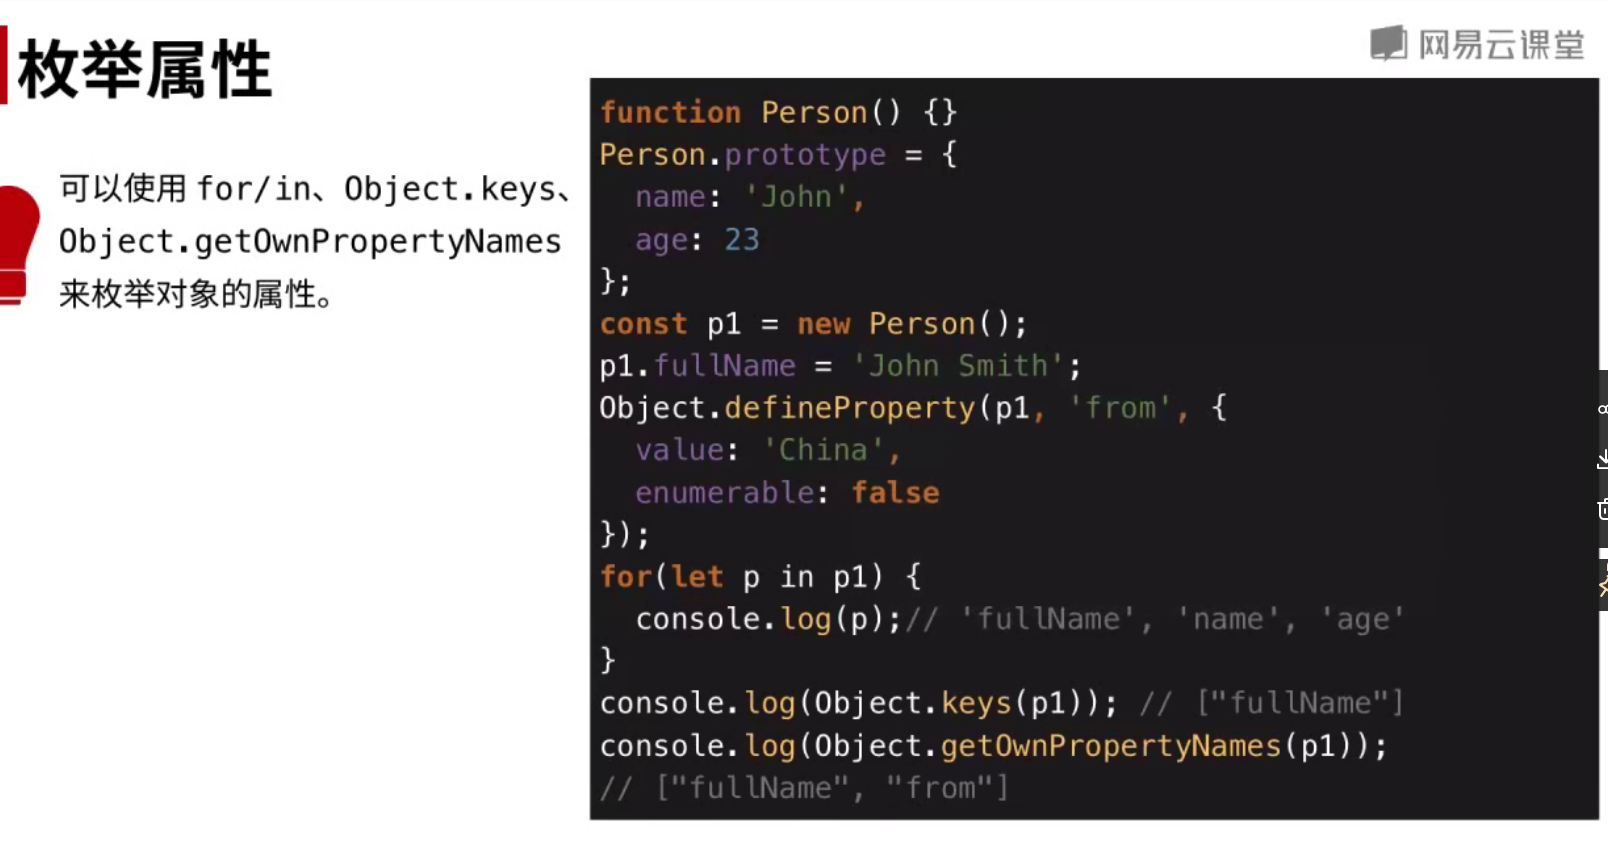 枚举属性
网易云课堂
可以使用 for/in、Object.keys、
Object.getOwnPropertyNames
来枚举对象的属性。
function Person() {}
Person.prototype = {
  name: 'John',
  age: 23
};
const p1 = new Person();
p1.fullName = 'John Smith';
Object.defineProperty(p1, 'from', {
  value: 'China',
  enumerable: false
});
for(let p in p1) {
  console.log(p);// 'fullName', 'name', 'age'
}
console.log(Object.keys(p1)); // ["fullName"]
console.log(Object.getOwnPropertyNames(p1));
// ["fullName", "from"]